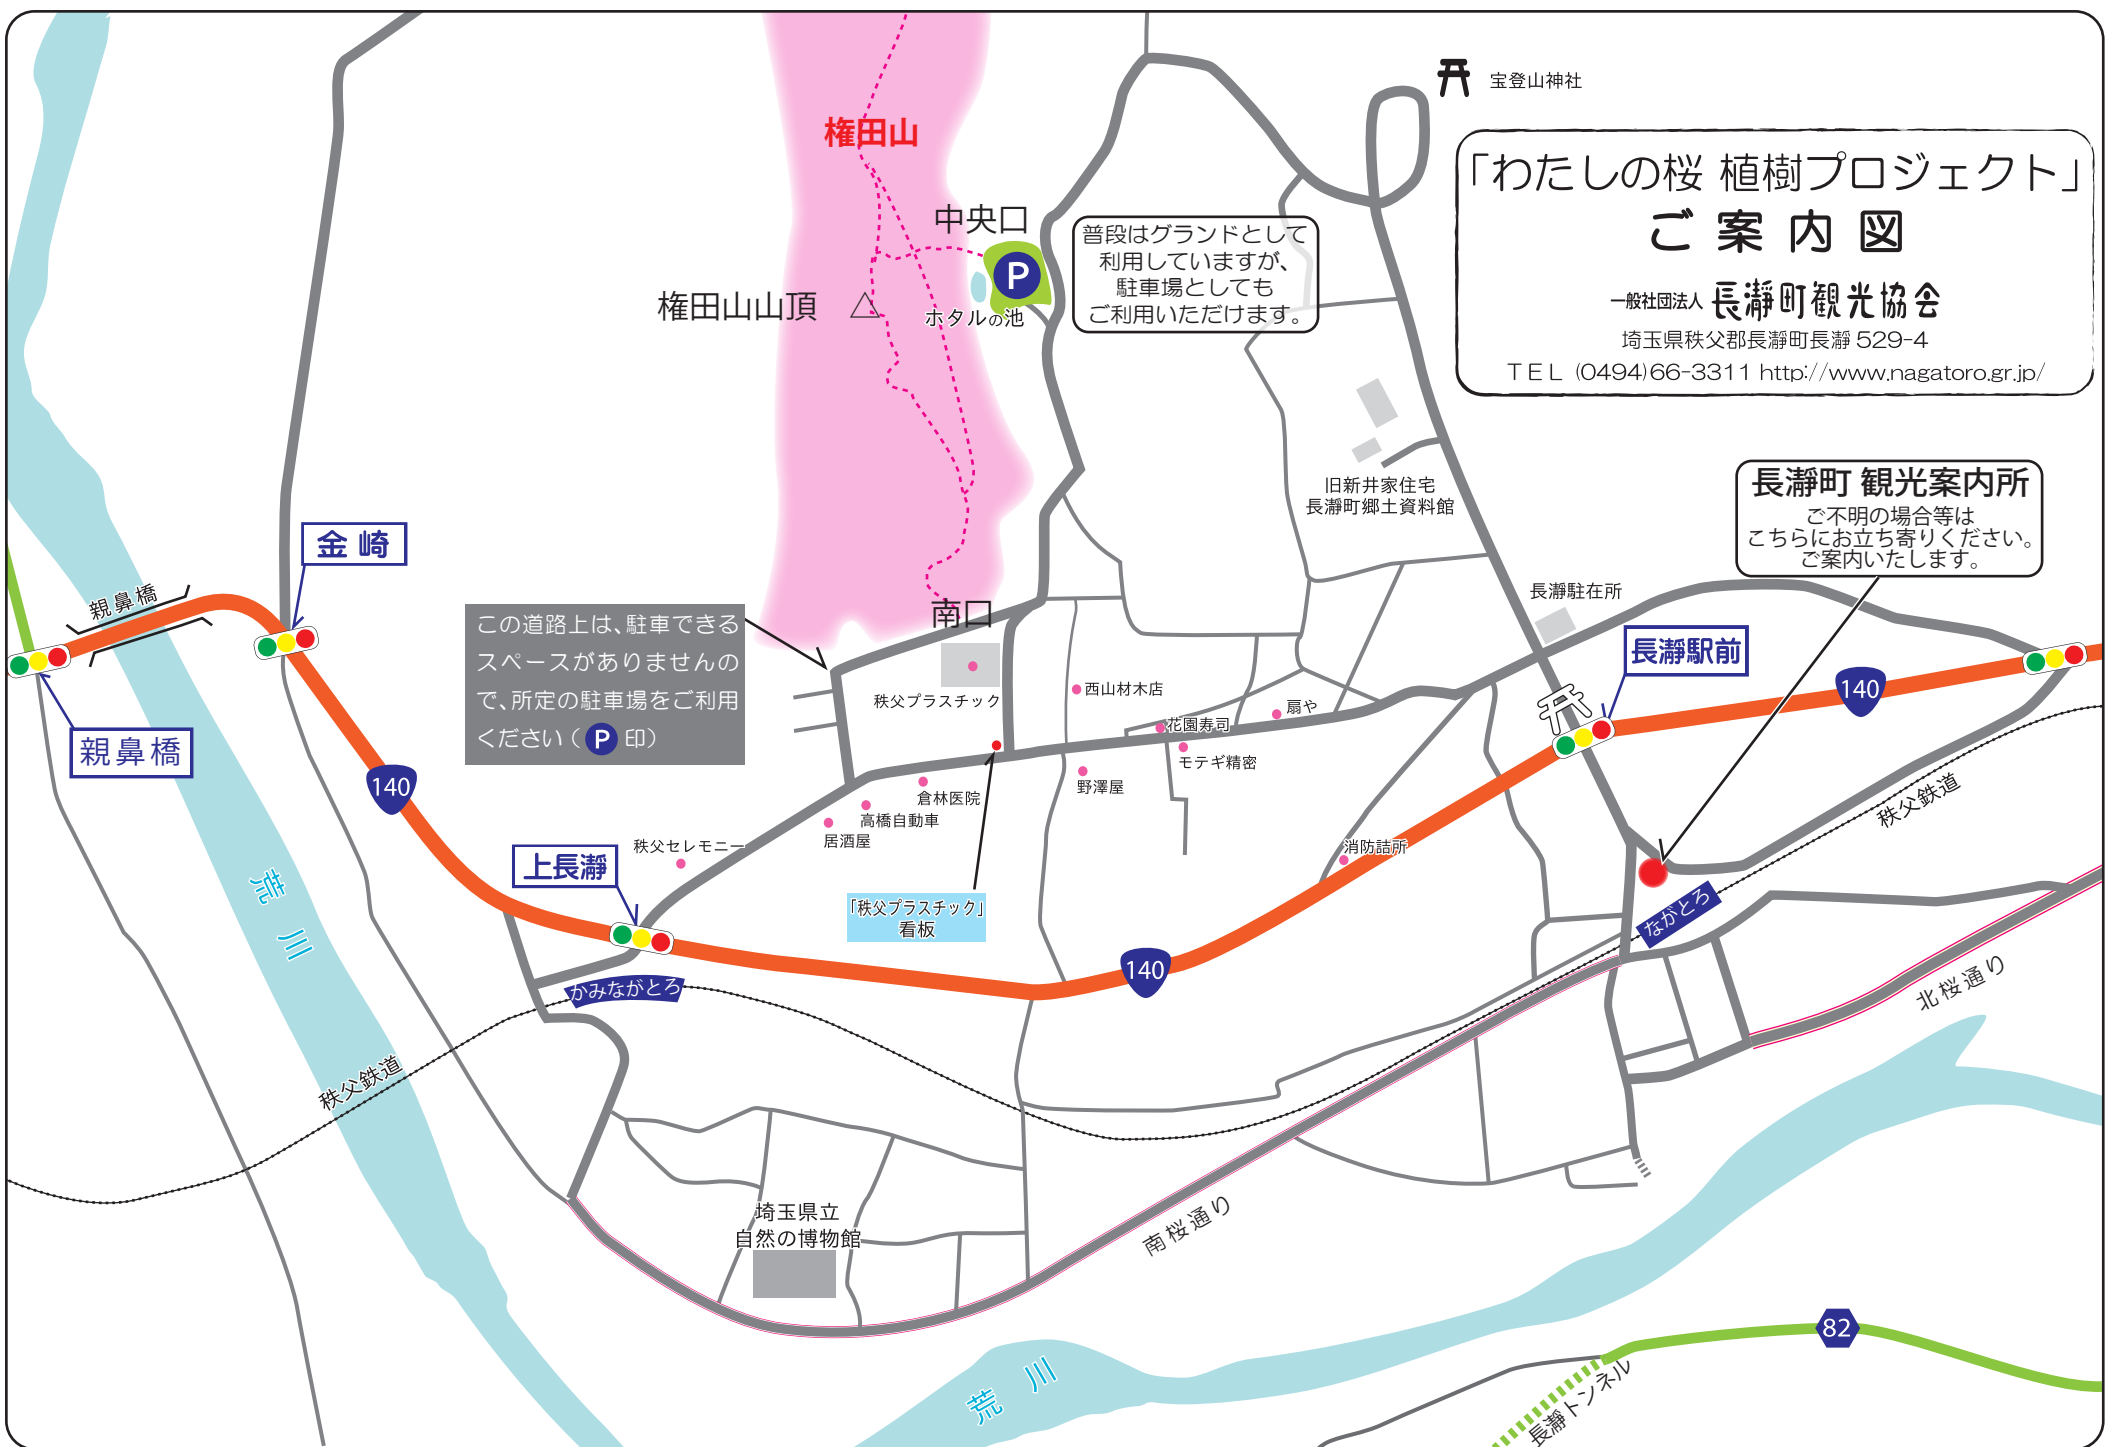 宝登山神社
「わたしの桜 植樹プロジェクト」
ご案内図
一般社団法人 長瀞町観光協会
埼玉県秩父郡長瀞町長瀞 529-4
TEL (0494)66-3311 http://www.nagatoro.gr.jp/
権田山
中央口
P
ホタルの池
権田山山頂
普段はグランドとして
利用していますが、
駐車場としても
ご利用いただけます。
旧新井家住宅
長瀞町郷土資料館
長瀞町 観光案内所
ご不明の場合等は
こちらにお立ち寄りください。
ご案内いたします。
金崎
親鼻橋
親鼻橋
この道路上は、駐車できる
スペースがありませんの
で、所定の駐車場をご利用
ください（P印）
南口
秩父プラスチック
西山材木店
花園寿司
扇や
モテギ精密
野澤屋
倉林医院
高橋自動車
居酒屋
秩父セレモニー
「秩父プラスチック」
看板
長瀞駐在所
長瀞駅前
140
140
140
消防詰所
上長瀞
かみながとろ
ながとろ
秩父鉄道
秩父鉄道
荒川
荒川
北桜通り
南桜通り
埼玉県立
自然の博物館
82
長瀞トンネル